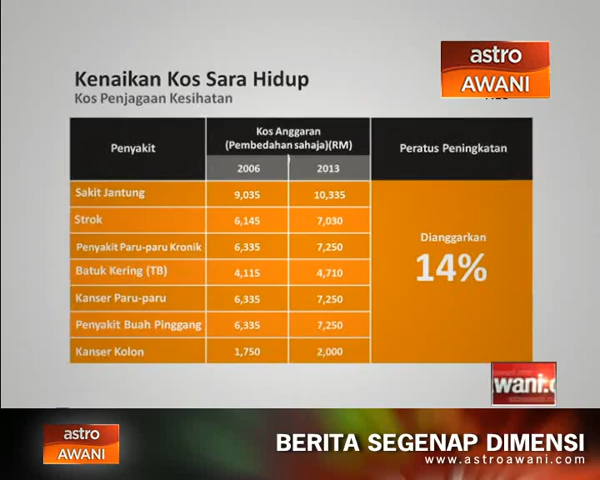 astro
AWANI
Kenaikan Kos Sara Hidup
Kos Penjagaan Kesihatan
Penyakit
Kos Anggaran
(Pembedahan sahaja)(RM)
)
Peratus Peningkatan
2006 2013
Sakit Jantung 9,035 10,335
Strok 6,145 7,030
Penyakit Paru-paru Kronik 6,335 7,250
Batuk Kering (TB) 4,115 4,710
Kanser Paru-paru 6,335 7,250
Penyakit Buah Pinggang 6,335 7,250
Kanser Kolon 1,750 2,000
Dianggarkan
14%
wani.c
astro
AWANI
BERITA SEGENAP DIMENSI
www.astroawani.com